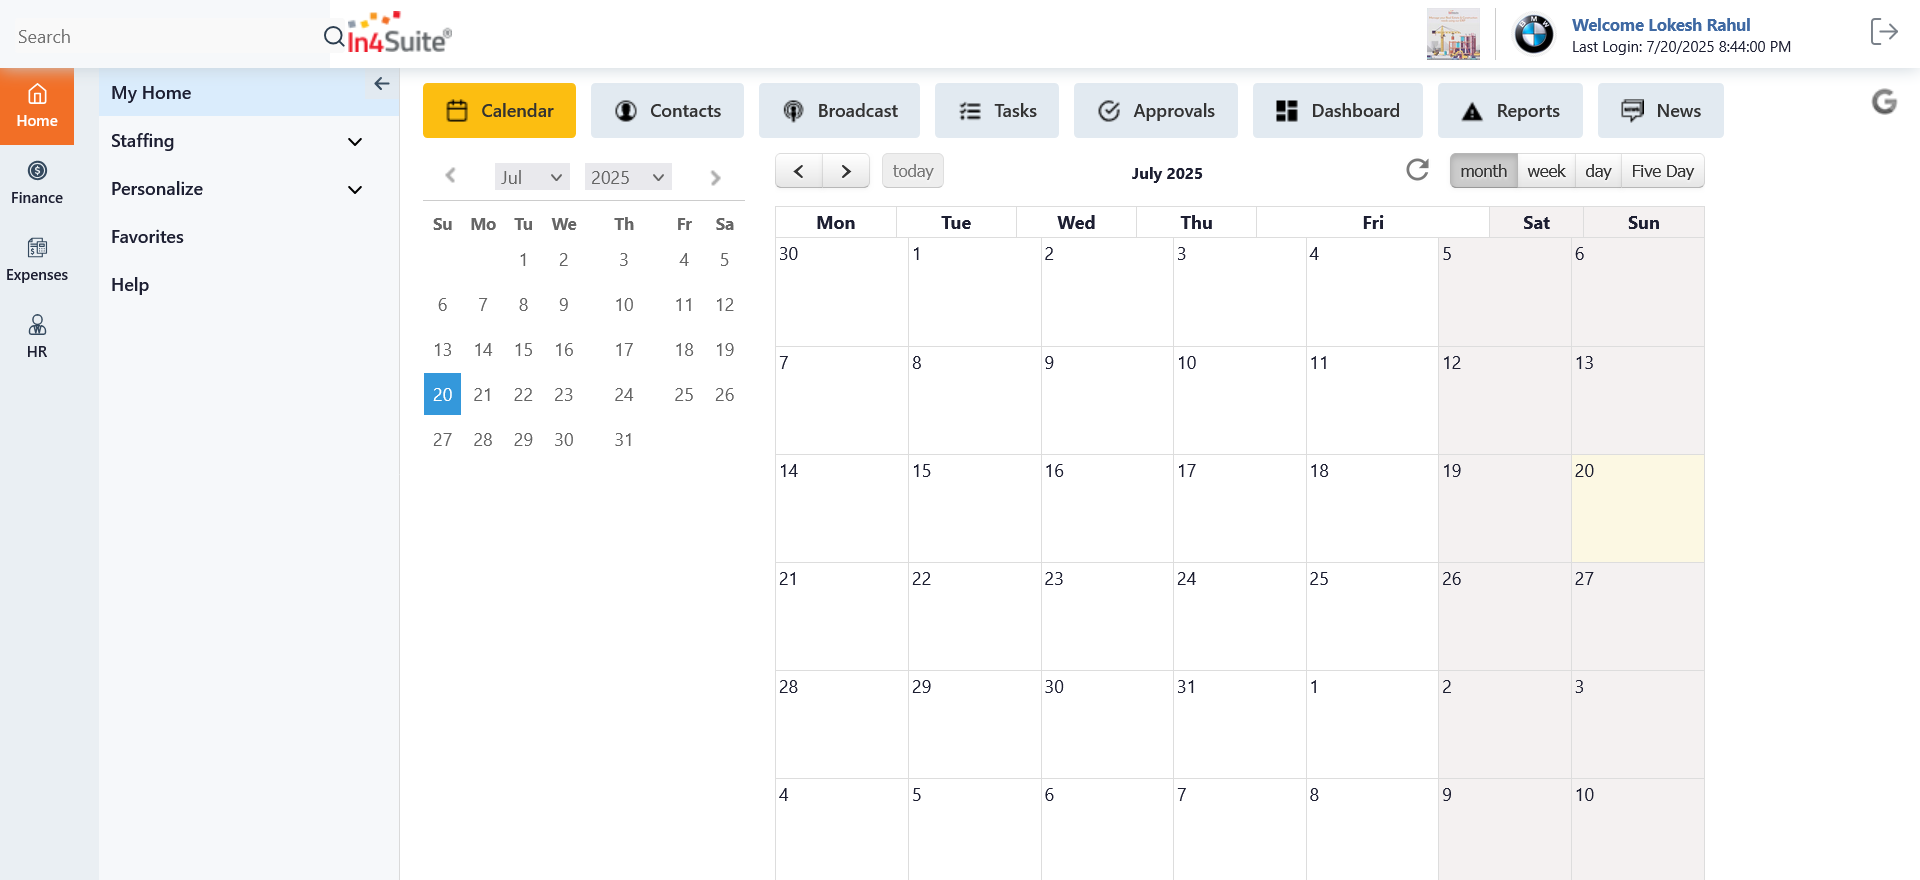 Search
In4Suite®
Welcome Lokesh Rahul
Last Login: 7/20/2025 8:44:00 PM
Home
Finance
Expenses
HR
My Home
Staffing
Personalize
Favorites
Help
Calendar
Contacts
Broadcast
Tasks
Approvals
Dashboard
Reports
News
Jul 2025
Su Mo Tu We Th Fr Sa
1 2 3 4 5
6 7 8 9 10 11 12
13 14 15 16 17 18 19
20 21 22 23 24 25 26
27 28 29 30 31
today
July 2025
month week day Five Day
Mon Tue Wed Thu Fri Sat Sun
30 1 2 3 4 5 6
7 8 9 10 11 12 13
14 15 16 17 18 19 20
21 22 23 24 25 26 27
28 29 30 31 1 2 3
4 5 6 7 8 9 10